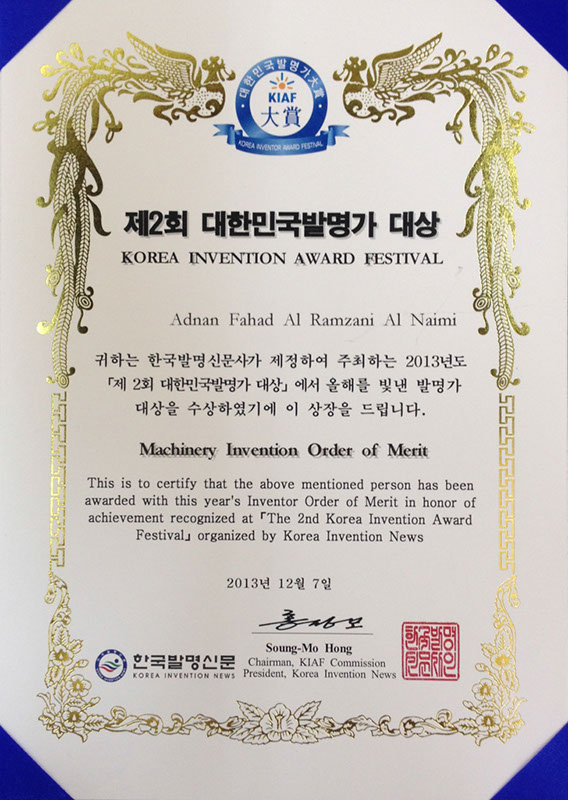 대한민국발명가大賞
KIAF
大賞
KOREA INVENTOR AWARD FESTIVAL
제2회 대한민국발명가 대상
KOREA INVENTION AWARD FESTIVAL
Adnan Fahad Al Ramzani Al Naimi
귀하는 한국발명신문사가 제정하여 주최하는 2013년도
「제 2회 대한민국발명가 대상」에서 올해를 빛낸 발명가
대상을 수상하였기에 이 상장을 드립니다.
Machinery Invention Order of Merit
This is to certify that the above mentioned person has been
awarded with this year's Inventor Order of Merit in honor of
achievement recognized at「The 2nd Korea Invention Award
Festival」organized by Korea Invention News
2013년 12월 7일
Soung-Mo Hong
Chairman, KIAF Commission
President, Korea Invention News
한국발명신문
KOREA INVENTION NEWS